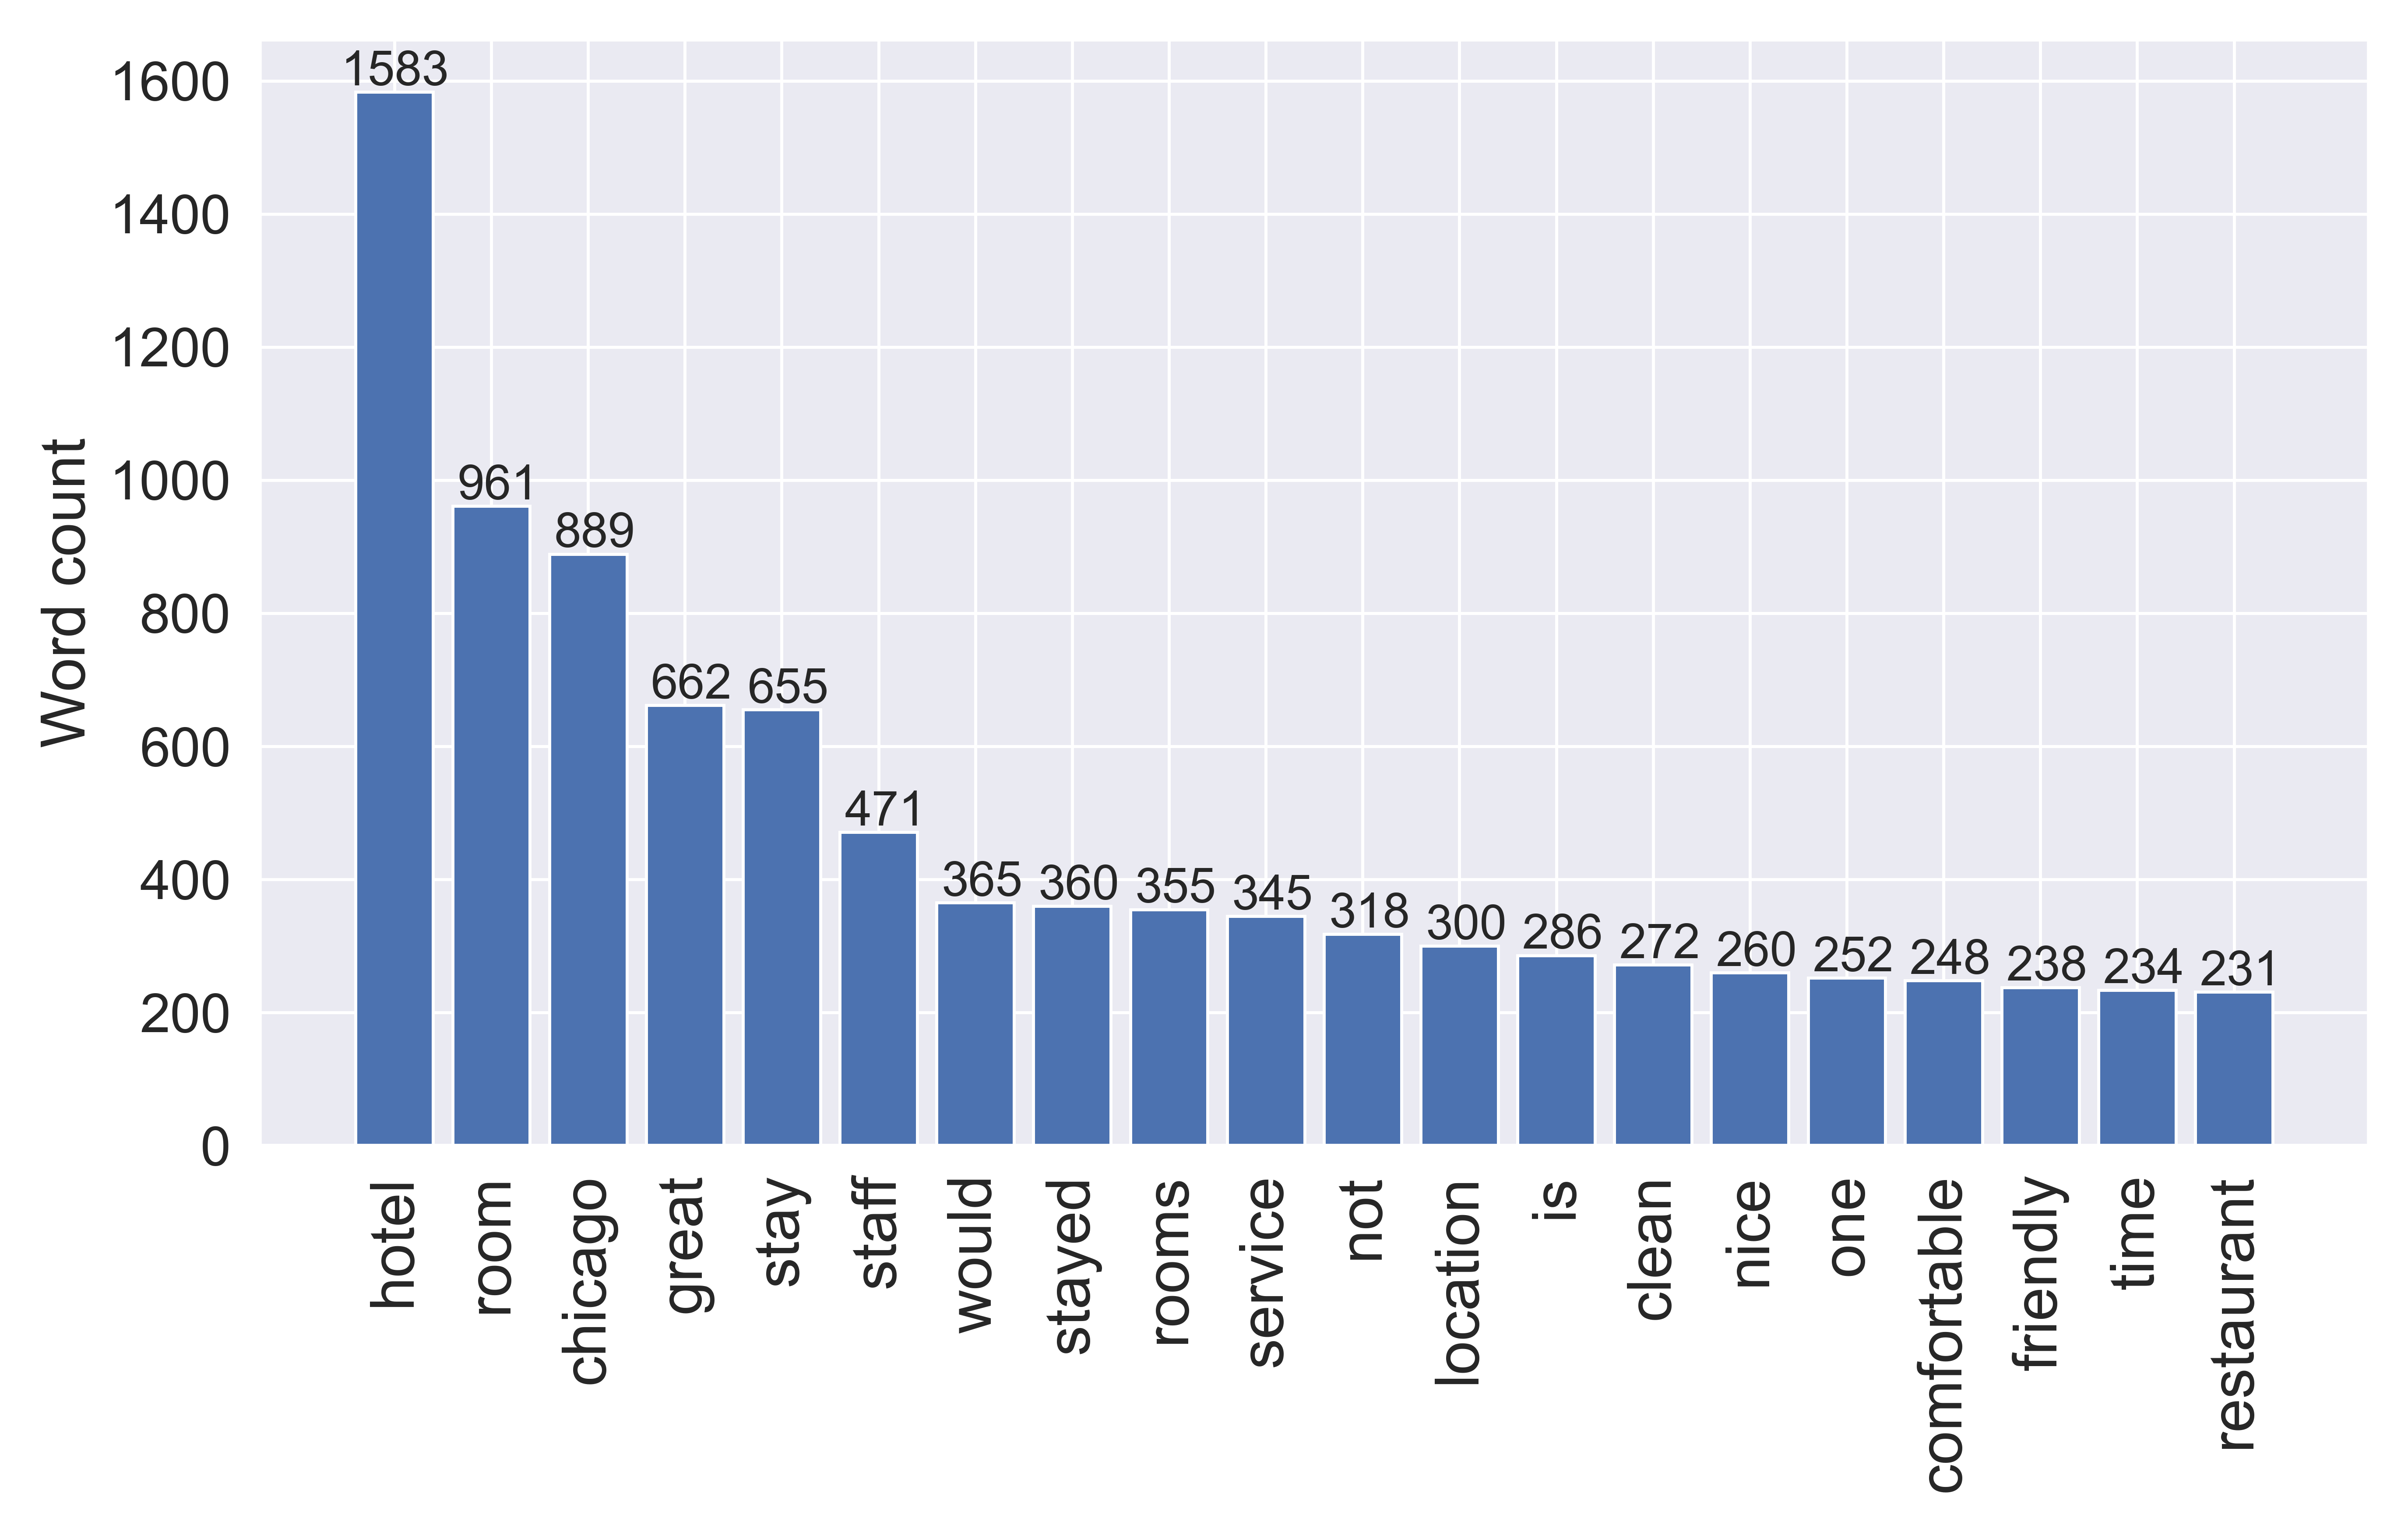 Word count
1600
1400
1200
1000
800
600
400
200
0
1583
961
889
662
655
471
365
360
355
345
318
300
286
272
260
252
248
238
234
231
hotel
room
chicago
great
stay
staff
would
stayed
rooms
service
not
location
is
clean
nice
one
comfortable
friendly
time
restaurant